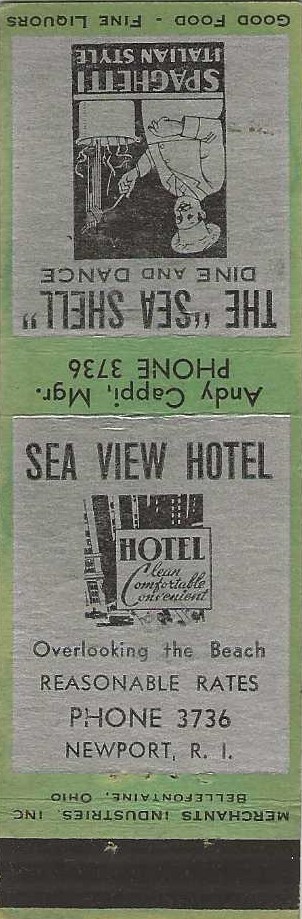 THE "SEA SHELL"
DINE AND DANCE
SPAGHETTI
ITALIAN STYLE
GOOD FOOD - FINE LIQUORS
Andy Cappi, Mgr.
PHONE 3736
SEA VIEW HOTEL
HOTEL
Clean
Comfortable
Convenient
Overlooking the Beach
REASONABLE RATES
PHONE 3736
NEWPORT, R. I.
MERCHANTS INDUSTRIES, INC
BELLEFONTAINE, OHIO